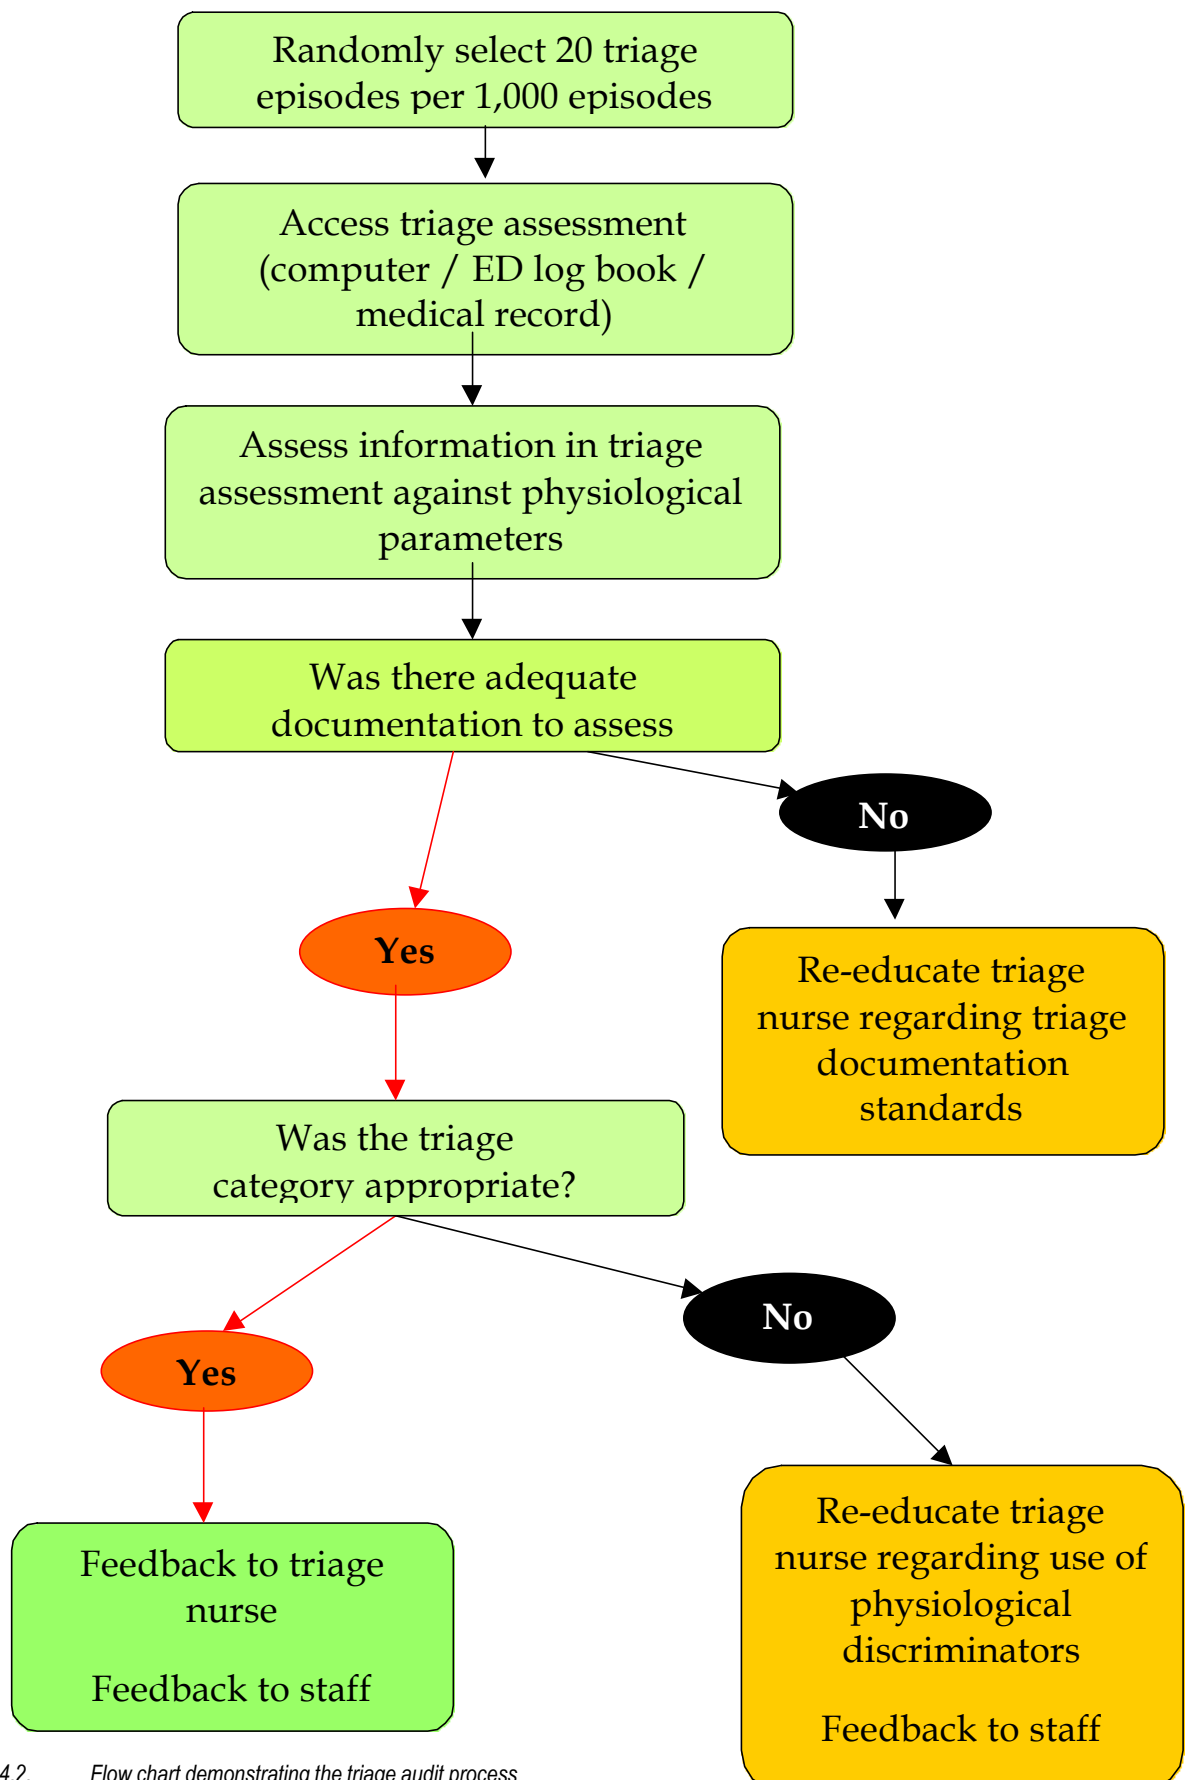 Randomly select 20 triage
episodes per 1,000 episodes
Access triage assessment
(computer / ED log book /
medical record)
Assess information in triage
assessment against physiological
parameters
Was there adequate
documentation to assess
No
Yes
Re-educate triage
nurse regarding triage
documentation
standards
Was the triage
category appropriate?
No
Yes
Re-educate triage
nurse regarding use of
physiological
discriminators
Feedback to staff
Feedback to triage
nurse
Feedback to staff
4.2. Flow chart demonstrating the triage audit process